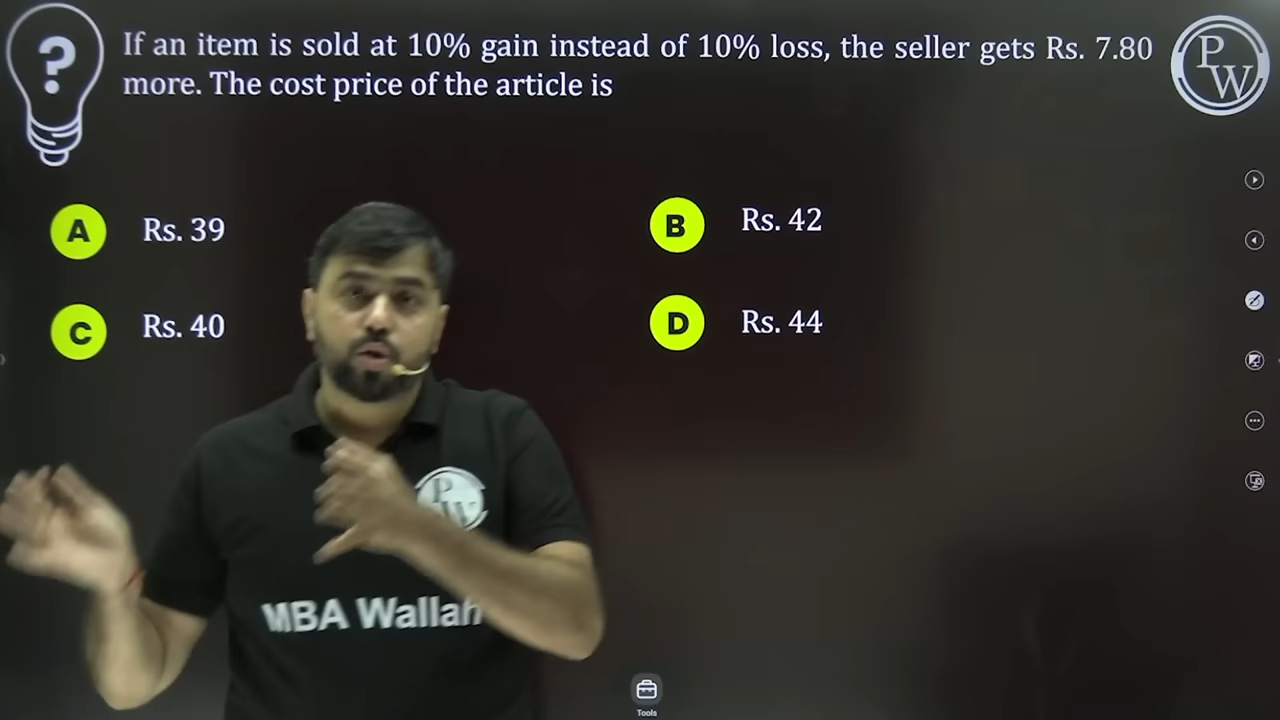 ?
If an item is sold at 10% gain instead of 10% loss, the seller gets Rs. 7.80
more. The cost price of the article is
P
W
A Rs. 39
B Rs. 42
C Rs. 40
D Rs. 44
P
W
MBA Wallah
Tools